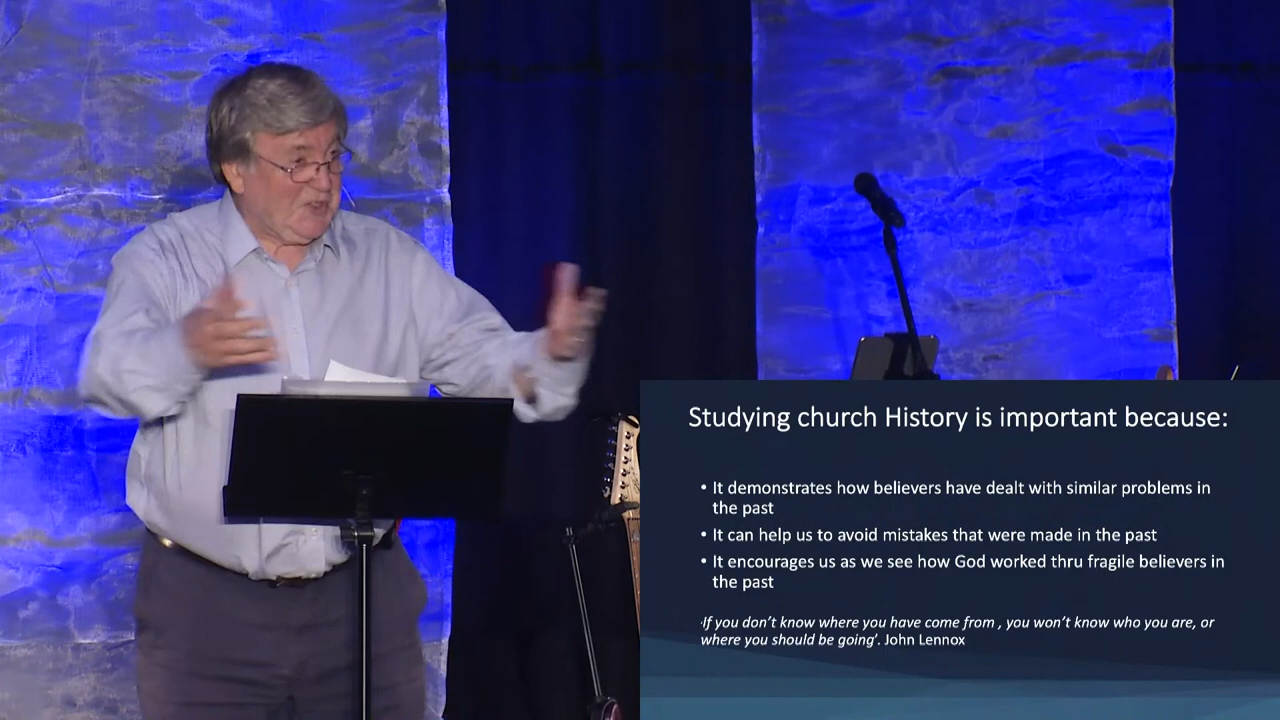 Studying church History is important because:
• It demonstrates how believers have dealt with similar problems in
the past
• It can help us to avoid mistakes that were made in the past
• It encourages us as we see how God worked thru fragile believers in
the past
'If you don't know where you have come from , you won't know who you are, or
where you should be going'. John Lennox